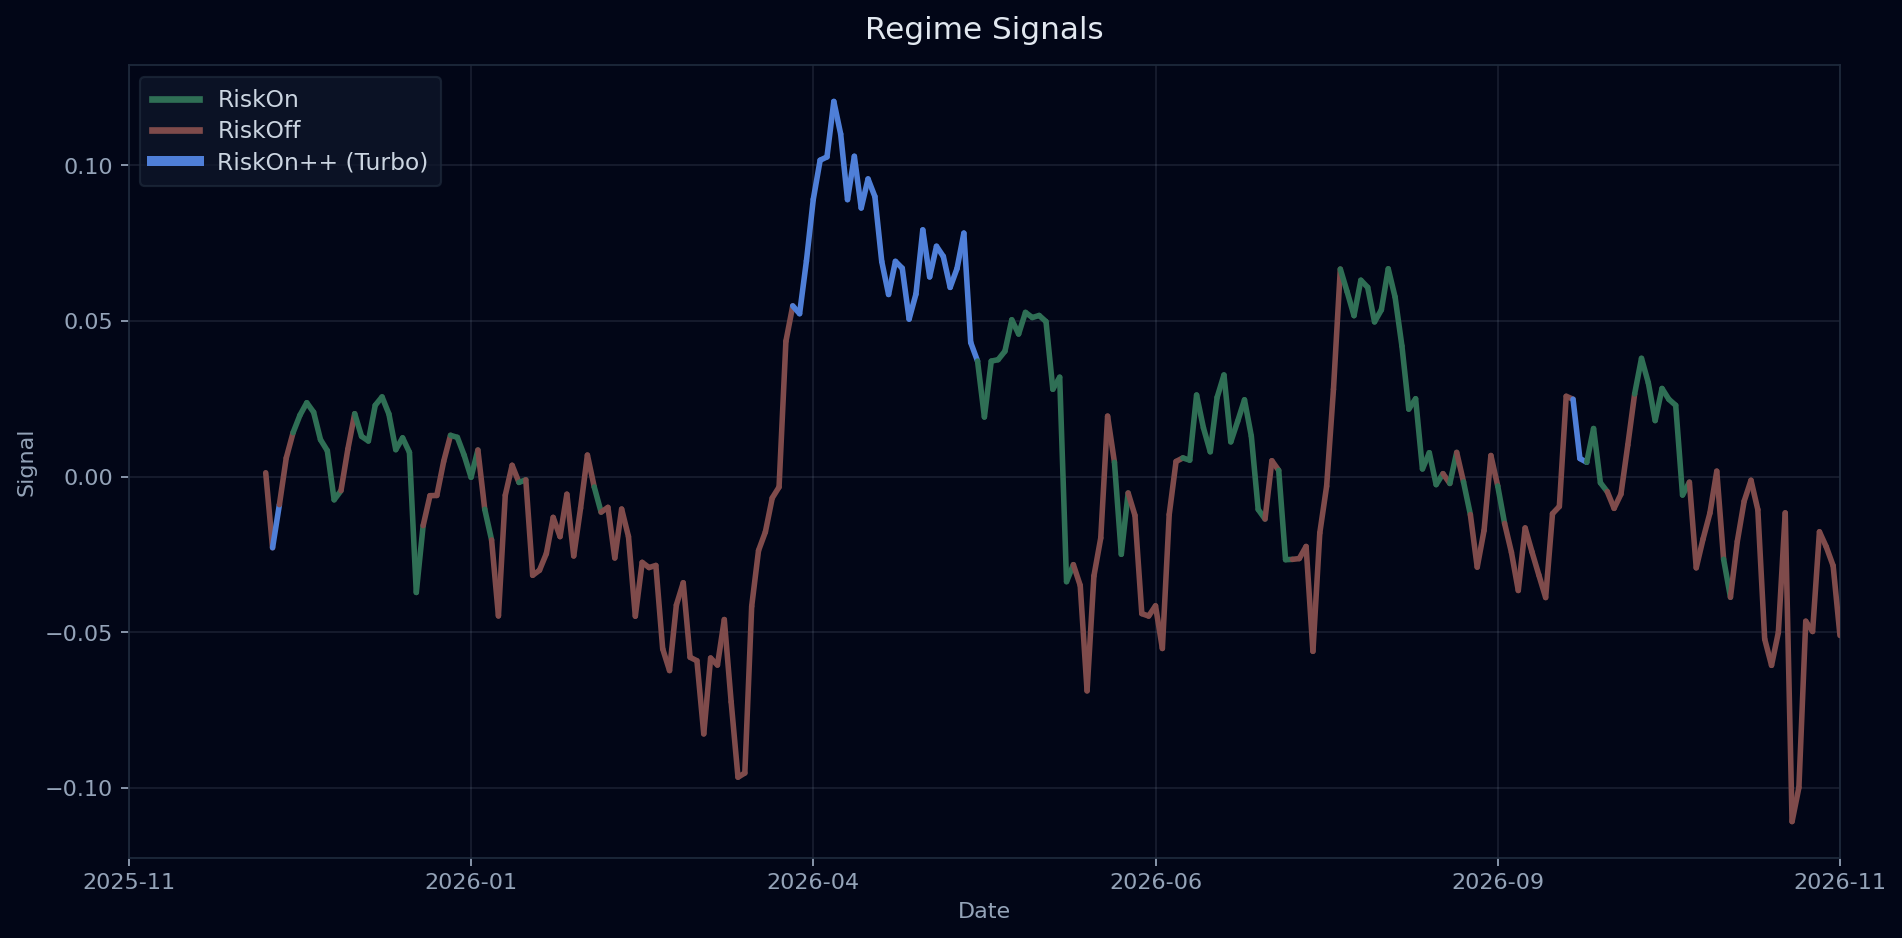 Regime Signals
RiskOn
RiskOff
RiskOn++ (Turbo)
0.10
0.05
0.00
−0.05
−0.10
Signal
2025-11
2026-01
2026-04
2026-06
2026-09
2026-11
Date